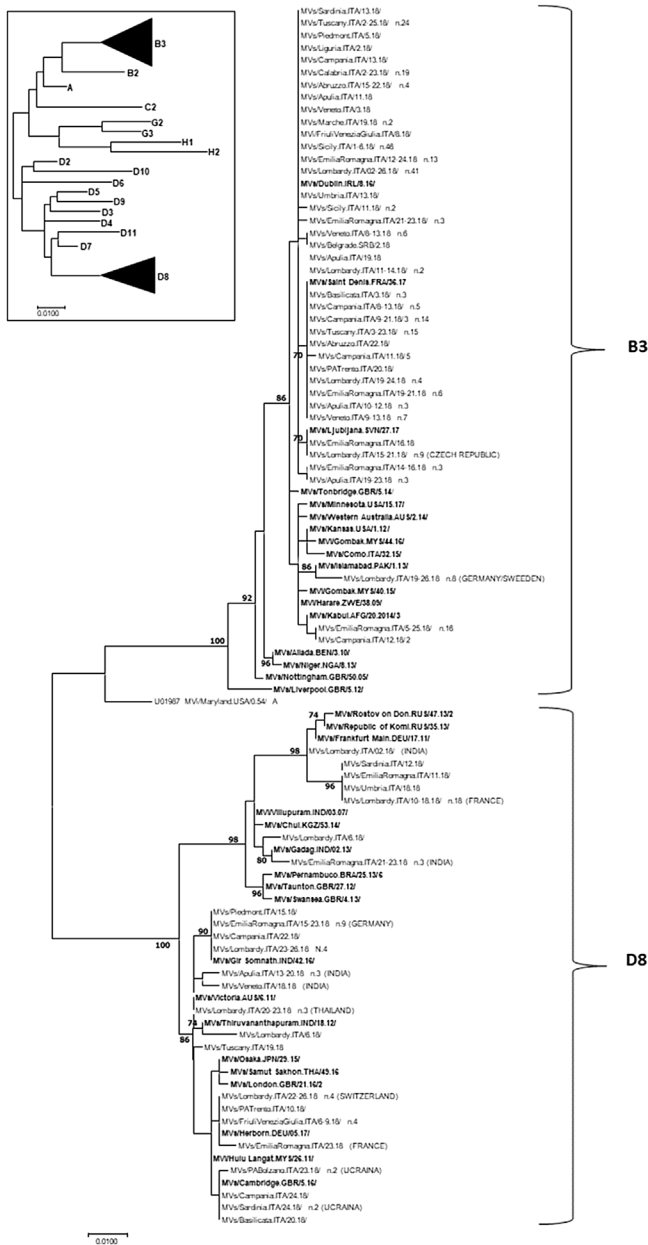 B3
B2
A
C2
G2
G3
H1
H2
D2
D10
D6
D5
D9
D3
D4
D11
D7
D8
0.0100
MVs/Sardinia.ITA/13.18/
MVs/Tuscany.ITA/2-25.18/ n.24
MVs/Piedmont.ITA/5.18/
MVs/Liguria.ITA/2.18/
MVs/Campania.ITA/13.18/
MVs/Calabria.ITA/2-23.18/ n.19
MVs/Abruzzo.ITA/15-22.18/ n.4
MVs/Apulia.ITA/11.18
MVs/Veneto.ITA/3.18
MVs/Marche.ITA/19.18 n.2
MVi/FriuliVeneziaGiulia.ITA/8.18/
MVs/Sicily.ITA/1-6.18/ n.46
MVs/EmiliaRomagna.ITA/12-24.18 n.13
MVs/Lombardy.ITA/02-26.18/ n.41
MVs/Dublin.IRL/8.16/
MVs/Umbria.ITA/13.18/
MVs/Sicily.ITA/11.18/ n.2
MVs/EmiliaRomagna.ITA/21-23.18/ n.3
MVs/Veneto.ITA/8-13.18/ n.6
MVs/Belgrade.SRB/2.18
MVs/Apulia.ITA/19.18
MVs/Lombardy.ITA/11-14.18/ n.2
MVs/Saint Denis.FRA/36.17
MVs/Basilicata.ITA/3.18/ n.3
MVs/Campania.ITA/8-13.18/ n.5
MVs/Campania.ITA/9-21.18/3 n.14
MVs/Tuscany.ITA/3-23.18/ n.15
MVs/Abruzzo.ITA/22.18/
70 MVs/Campania.ITA/11.18/5
MVs/PATrento.ITA/20.18/
MVs/Lombardy.ITA/19-24.18 n.4
MVs/EmiliaRomagna.ITA/19-21.18 n.6
MVs/Apulia.ITA/10-12.18 n.3
MVs/Veneto.ITA/9-13.18/ n.7
MVs/Ljubljana.SVN/27.17
70 MVs/EmiliaRomagna.ITA/16.18
MVs/Lombardy.ITA/15-21.18/ n.9 (CZECH REPUBLIC)
MVs/EmiliaRomagna.ITA/14-16.18 n.3
MVs/Apulia.ITA/19-23.18 n.3
86
MVs/Tonbridge.GBR/5.14/
MVs/Minnesota.USA/15.17/
MVs/Western Australia.AUS/2.14/
MVs/Kansas.USA/1.12/
MVi/Gombak.MYS/44.16/
MVs/Como.ITA/32.15/
86 MVs/Islamabad.PAK/1.13/
MVs/Lombardy.ITA/19-26.18 n.8 (GERMANY/SWEEDEN)
MVi/Gombak.MYS/40.15/
MVi/Harare.ZWE/38.09/
MVs/Kabul.AFG/20.2014/3
MVs/EmiliaRomagna.ITA/5-25.18/ n.16
MVs/Campania.ITA/12.18/2
92
MVs/Allada.BEN/3.10/
96 MVs/Niger.NGA/8.13/
MVs/Nottingham.GBR/50.05/
100
MVs/Liverpool.GBR/5.12/
U01987 MVi/Maryland.USA/0.54/ A
B3
74 MVs/Rostov on Don.RUS/47.13/2
MVs/Republic of Komi.RUS/35.13/
MVs/Frankfurt Main.DEU/17.11/
98 MVs/Lombardy.ITA/02.18/ (INDIA)
MVs/Sardinia.ITA/12.18/
MVs/EmiliaRomagna.ITA/11.18/
96 MVs/Umbria.ITA/18.18
MVs/Lombardy.ITA/10-18.18/ n.18 (FRANCE)
MVi/Villupuram.IND/03.07/
MVs/Chui.KGZ/53.14/
98
MVs/Lombardy.ITA/6.18/
MVs/Gadag.IND/02.13/
80 MVs/EmiliaRomagna.ITA/21-23.18 n.3 (INDIA)
MVs/Pernambuco.BRA/25.13/6
MVs/Taunton.GBR/27.12/
96 MVs/Swansea.GBR/4.13/
MVs/Piedmont.ITA/15.18/
MVs/EmiliaRomagna.ITA/15-23.18 n.9 (GERMANY)
90 MVs/Campania.ITA/22.18/
MVs/Lombardy.ITA/23-26.18 N.4
MVs/Gir Somnath.IND/42.16/
100
MVs/Apulia.ITA/13-20.18 n.3 (INDIA)
MVs/Veneto.ITA/18.18 (INDIA)
MVs/Victoria.AUS/6.11/
MVs/Lombardy.ITA/20-23.18 n.3 (THAILAND)
74 MVs/Thiruvananthapuram.IND/18.12/
MVs/Lombardy.ITA/6.18/
86
MVs/Tuscany.ITA/19.18
MVs/Osaka.JPN/29.15/
MVs/Samut Sakhon.THA/49.16
MVs/London.GBR/21.16/2
MVs/Lombardy.ITA/22-26.18 n.4 (SWITZERLAND)
MVs/PATrento.ITA/10.18/
MVs/FriuliVeneziaGiulia.ITA/6-9.18/ n.4
MVs/Herborn.DEU/05.17/
MVs/EmiliaRomagna.ITA/23.18 (FRANCE)
MVi/Hulu Langat.MYS/26.11/
MVs/PABolzano.ITA/23.18/ n.2 (UCRAINA)
MVs/Cambridge.GBR/5.16/
MVs/Campania.ITA/24.18/
MVs/Sardinia.ITA/24.18/ n.2 (UCRAINA)
MVs/Basilicata.ITA/20.18/
D8
0.0100